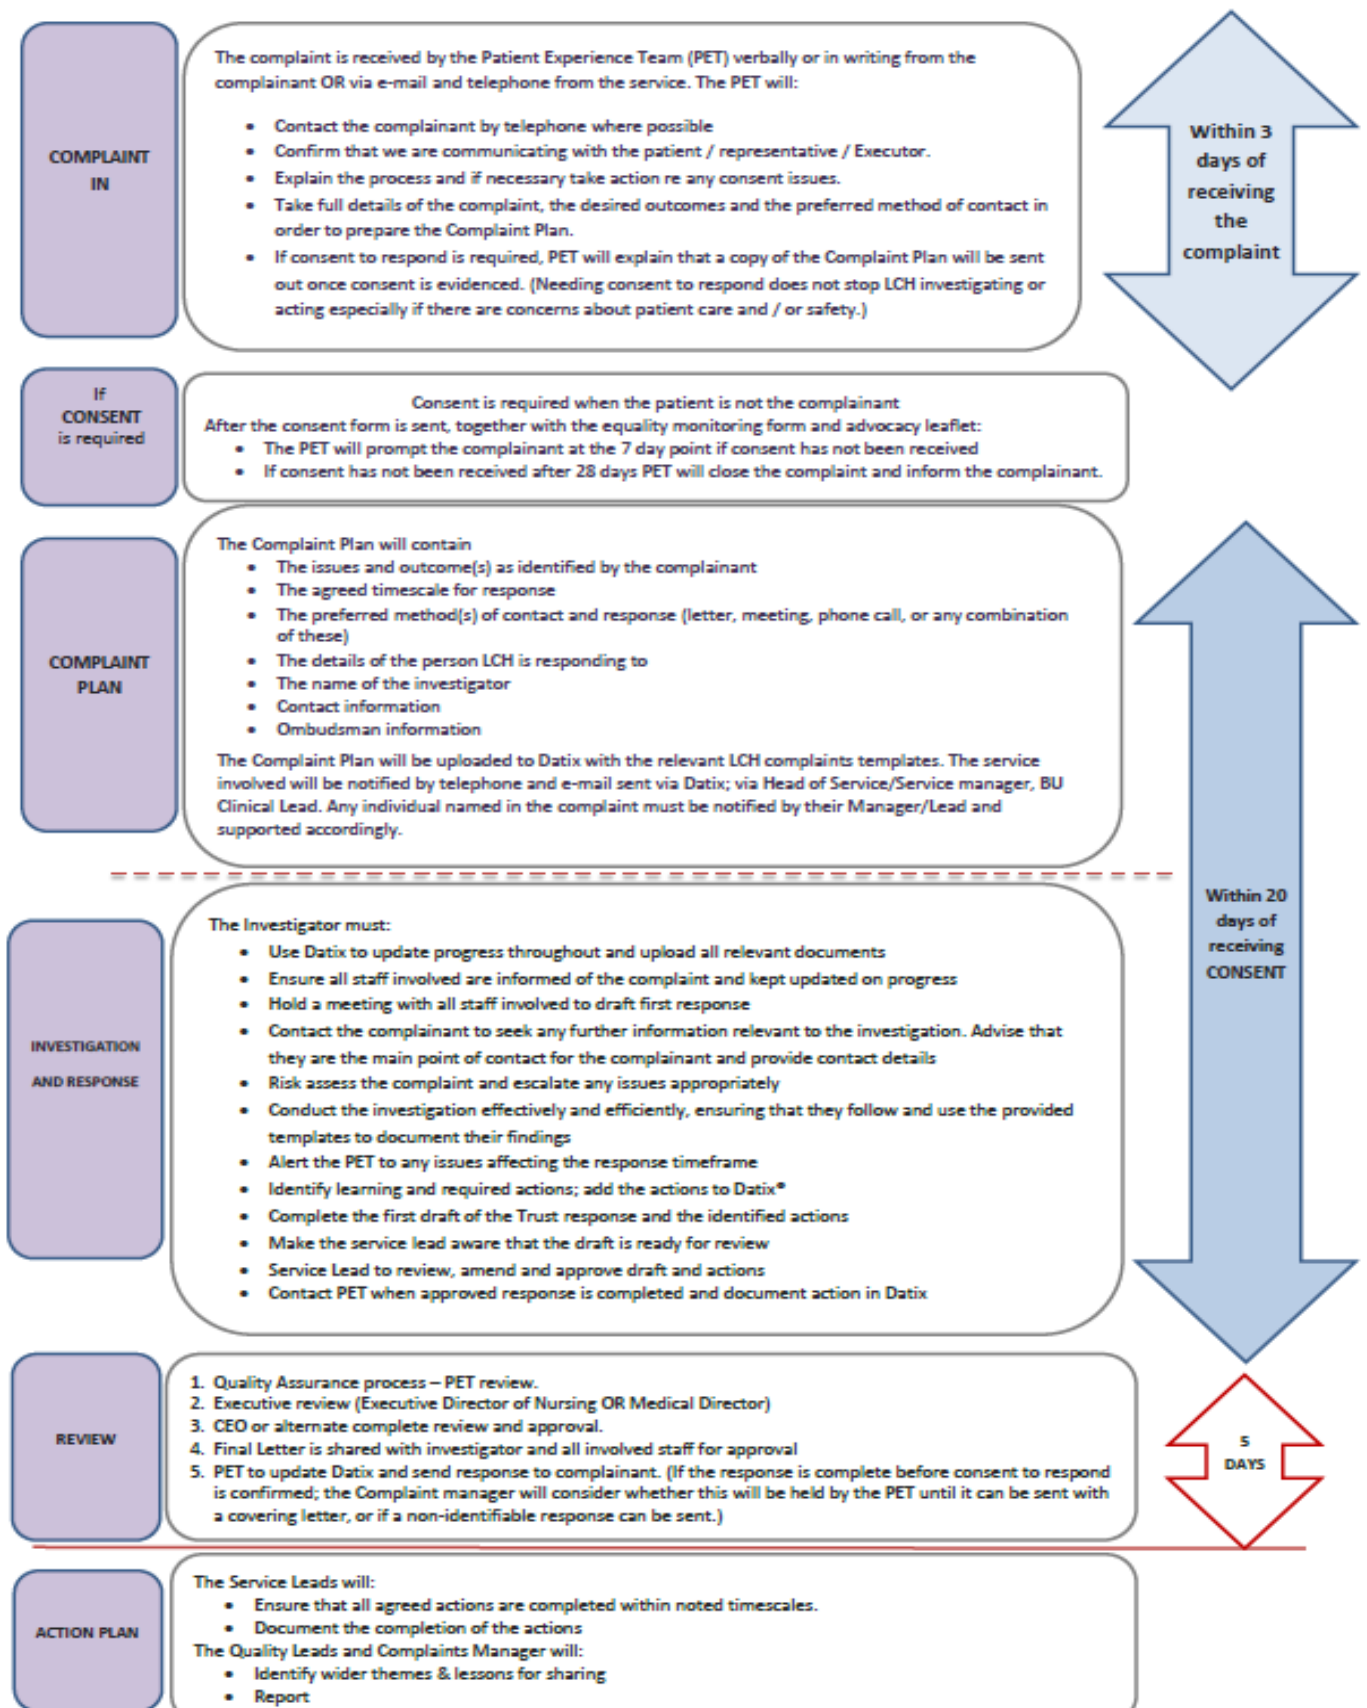 COMPLAINT
IN
The complaint is received by the Patient Experience Team (PET) verbally or in writing from the
complainant OR via e-mail and telephone from the service. The PET will:
• Contact the complainant by telephone where possible
• Confirm that we are communicating with the patient / representative / Executor.
• Explain the process and if necessary take action re any consent issues.
• Take full details of the complaint, the desired outcomes and the preferred method of contact in
order to prepare the Complaint Plan.
• If consent to respond is required, PET will explain that a copy of the Complaint Plan will be sent
out once consent is evidenced. (Needing consent to respond does not stop LCH investigating or
acting especially if there are concerns about patient care and / or safety.)
Within 3
days of
receiving
the
complaint
If
CONSENT
is required
Consent is required when the patient is not the complainant
After the consent form is sent, together with the equality monitoring form and advocacy leaflet:
• The PET will prompt the complainant at the 7 day point if consent has not been received
• If consent has not been received after 28 days PET will close the complaint and inform the complainant.
COMPLAINT
PLAN
The Complaint Plan will contain
• The issues and outcome(s) as identified by the complainant
• The agreed timescale for response
• The preferred method(s) of contact and response (letter, meeting, phone call, or any combination
of these)
• The details of the person LCH is responding to
• The name of the investigator
• Contact information
• Ombudsman information
The Complaint Plan will be uploaded to Datix with the relevant LCH complaints templates. The service
involved will be notified by telephone and e-mail sent via Datix; via Head of Service/Service manager, BU
Clinical Lead. Any individual named in the complaint must be notified by their Manager/Lead and
supported accordingly.
Within 20
days of
receiving
CONSENT
INVESTIGATION
AND RESPONSE
The Investigator must:
• Use Datix to update progress throughout and upload all relevant documents
• Ensure all staff involved are informed of the complaint and kept updated on progress
• Hold a meeting with all staff involved to draft first response
• Contact the complainant to seek any further information relevant to the investigation. Advise that
they are the main point of contact for the complainant and provide contact details
• Risk assess the complaint and escalate any issues appropriately
• Conduct the investigation effectively and efficiently, ensuring that they follow and use the provided
templates to document their findings
• Alert the PET to any issues affecting the response timeframe
• Identify learning and required actions; add the actions to Datix®
• Complete the first draft of the Trust response and the identified actions
• Make the service lead aware that the draft is ready for review
• Service Lead to review, amend and approve draft and actions
• Contact PET when approved response is completed and document action in Datix
REVIEW
1. Quality Assurance process – PET review.
2. Executive review (Executive Director of Nursing OR Medical Director)
3. CEO or alternate complete review and approval.
4. Final Letter is shared with investigator and all involved staff for approval
5. PET to update Datix and send response to complainant. (If the response is complete before consent to respond
is confirmed; the Complaint manager will consider whether this will be held by the PET until it can be sent with
a covering letter, or if a non-identifiable response can be sent.)
5
DAYS
ACTION PLAN
The Service Leads will:
• Ensure that all agreed actions are completed within noted timescales.
• Document the completion of the actions
The Quality Leads and Complaints Manager will:
• Identify wider themes & lessons for sharing
• Report